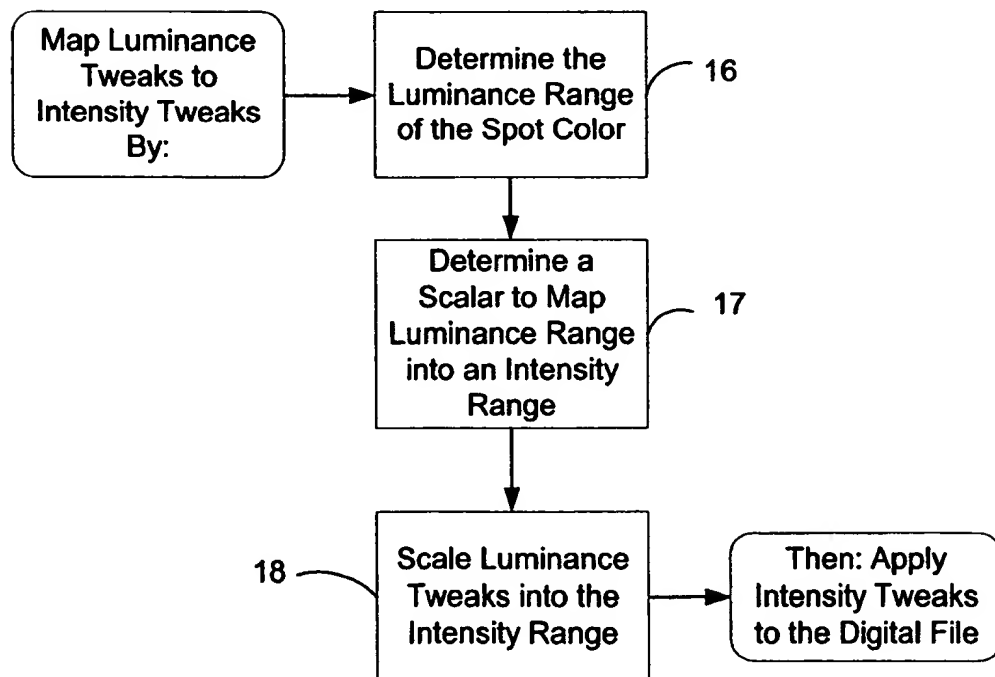 Map Luminance
Tweaks to
Intensity Tweaks
By:
Determine the
Luminance Range
of the Spot Color
16
Determine a
Scalar to Map
Luminance Range
into an Intensity
Range
17
18
Scale Luminance
Tweaks into the
Intensity Range
Then: Apply
Intensity Tweaks
to the Digital File